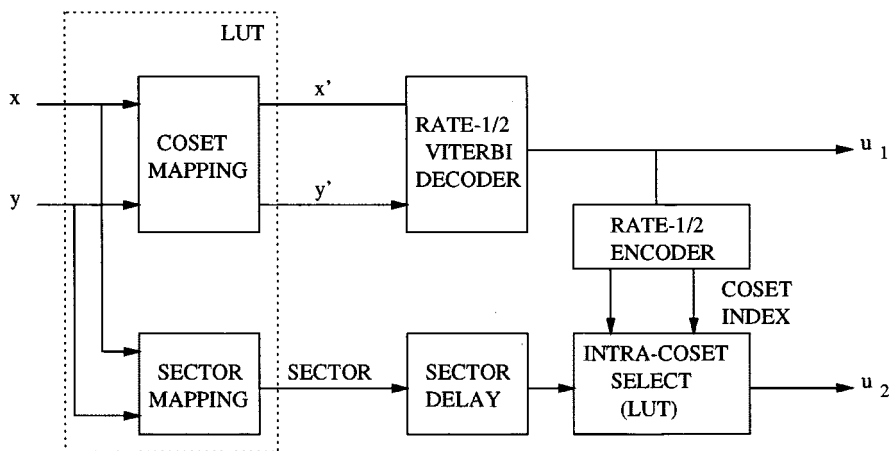 LUT
x
x'
COSET
MAPPING
RATE-1/2
VITERBI
DECODER
u 1
y
y'
RATE-1/2
ENCODER
COSET
INDEX
SECTOR
MAPPING
SECTOR
SECTOR
DELAY
INTRA-COSET
SELECT
(LUT)
u 2